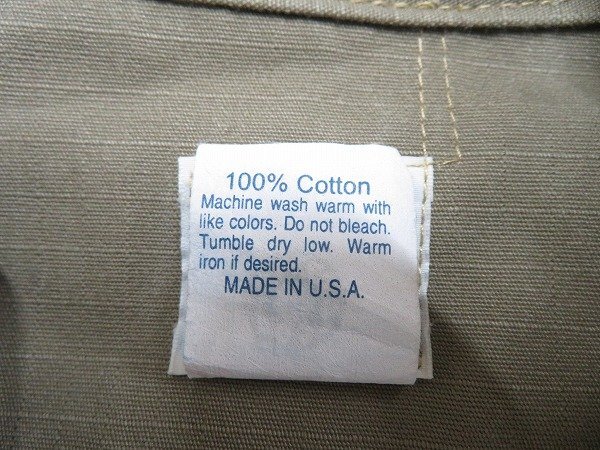 100% Cotton
Machine wash warm with
like colors. Do not bleach.
Tumble dry low. Warm
iron if desired.
MADE IN U.S.A.